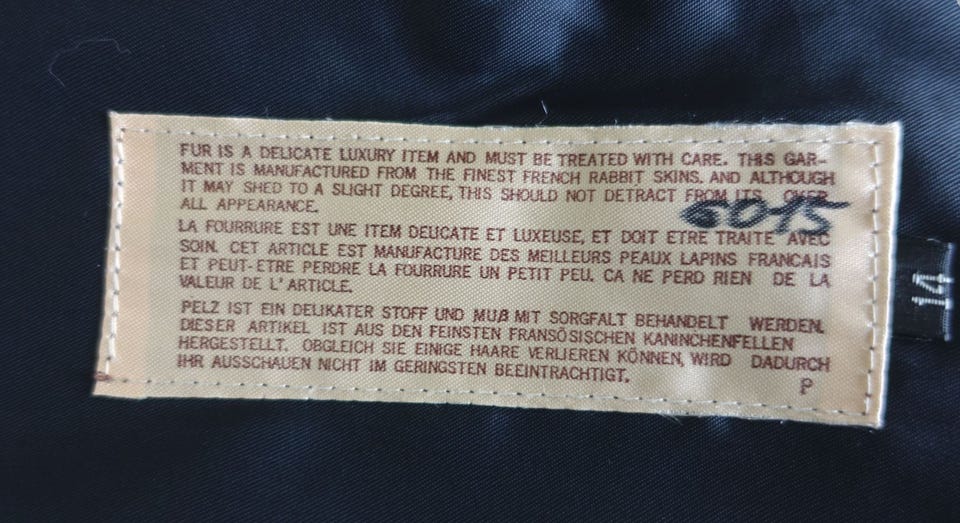 FUR IS A DELICATE LUXURY ITEM AND MUST BE TREATED WITH CARE. THIS GAR-
MENT IS MANUFACTURED FROM THE FINEST FRENCH RABBIT SKINS. AND ALTHOUGH
IT MAY SHED TO A SLIGHT DEGREE, THIS SHOULD NOT DETRACT FROM ITS OVER
ALL APPEARANCE.
6015
LA FOURRURE EST UNE ITEM DELICATE ET LUXEUSE, ET DOIT ETRE TRAITE AVEC
SOIN. CET ARTICLE EST MANUFACTURE DES MEILLEURS PEAUX LAPINS FRANCAIS
ET PEUT-ETRE PERDRE LA FOURRURE UN PETIT PEU. CA NE PERD RIEN DE LA
VALEUR DE L'ARTICLE.
PELZ IST EIN DELIKATER STOFF UND MUß MIT SORGFALT BEHANDELT WERDEN.
DIESER ARTIKEL IST AUS DEN FEINSTEN FRANSÖSISCHEN KANINCHENFELLEN
HERGESTELLT. OBGLEICH SIE EINIGE HAARE VERLIEREN KÖNNEN, WIRD DADURCH
IHR AUSSCHAUEN NICHT IM GERINGSTEN BEEINTRACHTIGT.
P
14